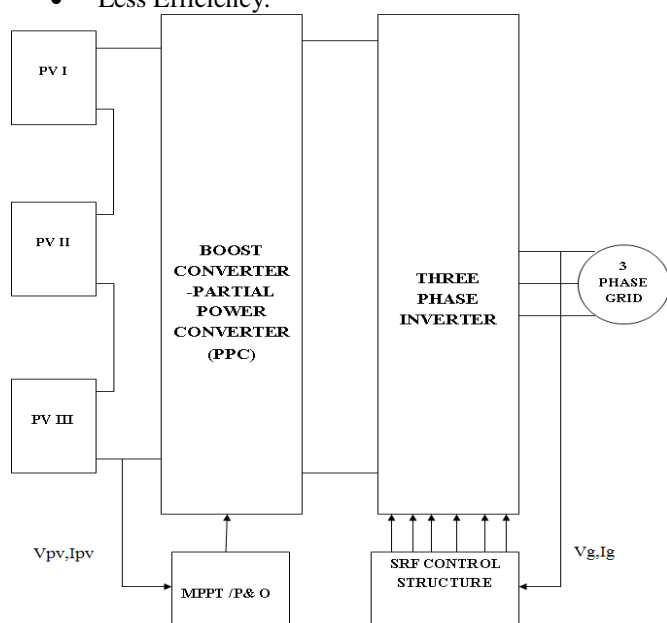 • Less Efficiency.
PV I
PV II
PV III
BOOST
CONVERTER
-PARTIAL
POWER
CONVERTER
(PPC)
THREE
PHASE
INVERTER
3
PHASE
GRID
Vpv,Ipv
MPPT /P& O
SRF CONTROL
STRUCTURE
Vg,Ig